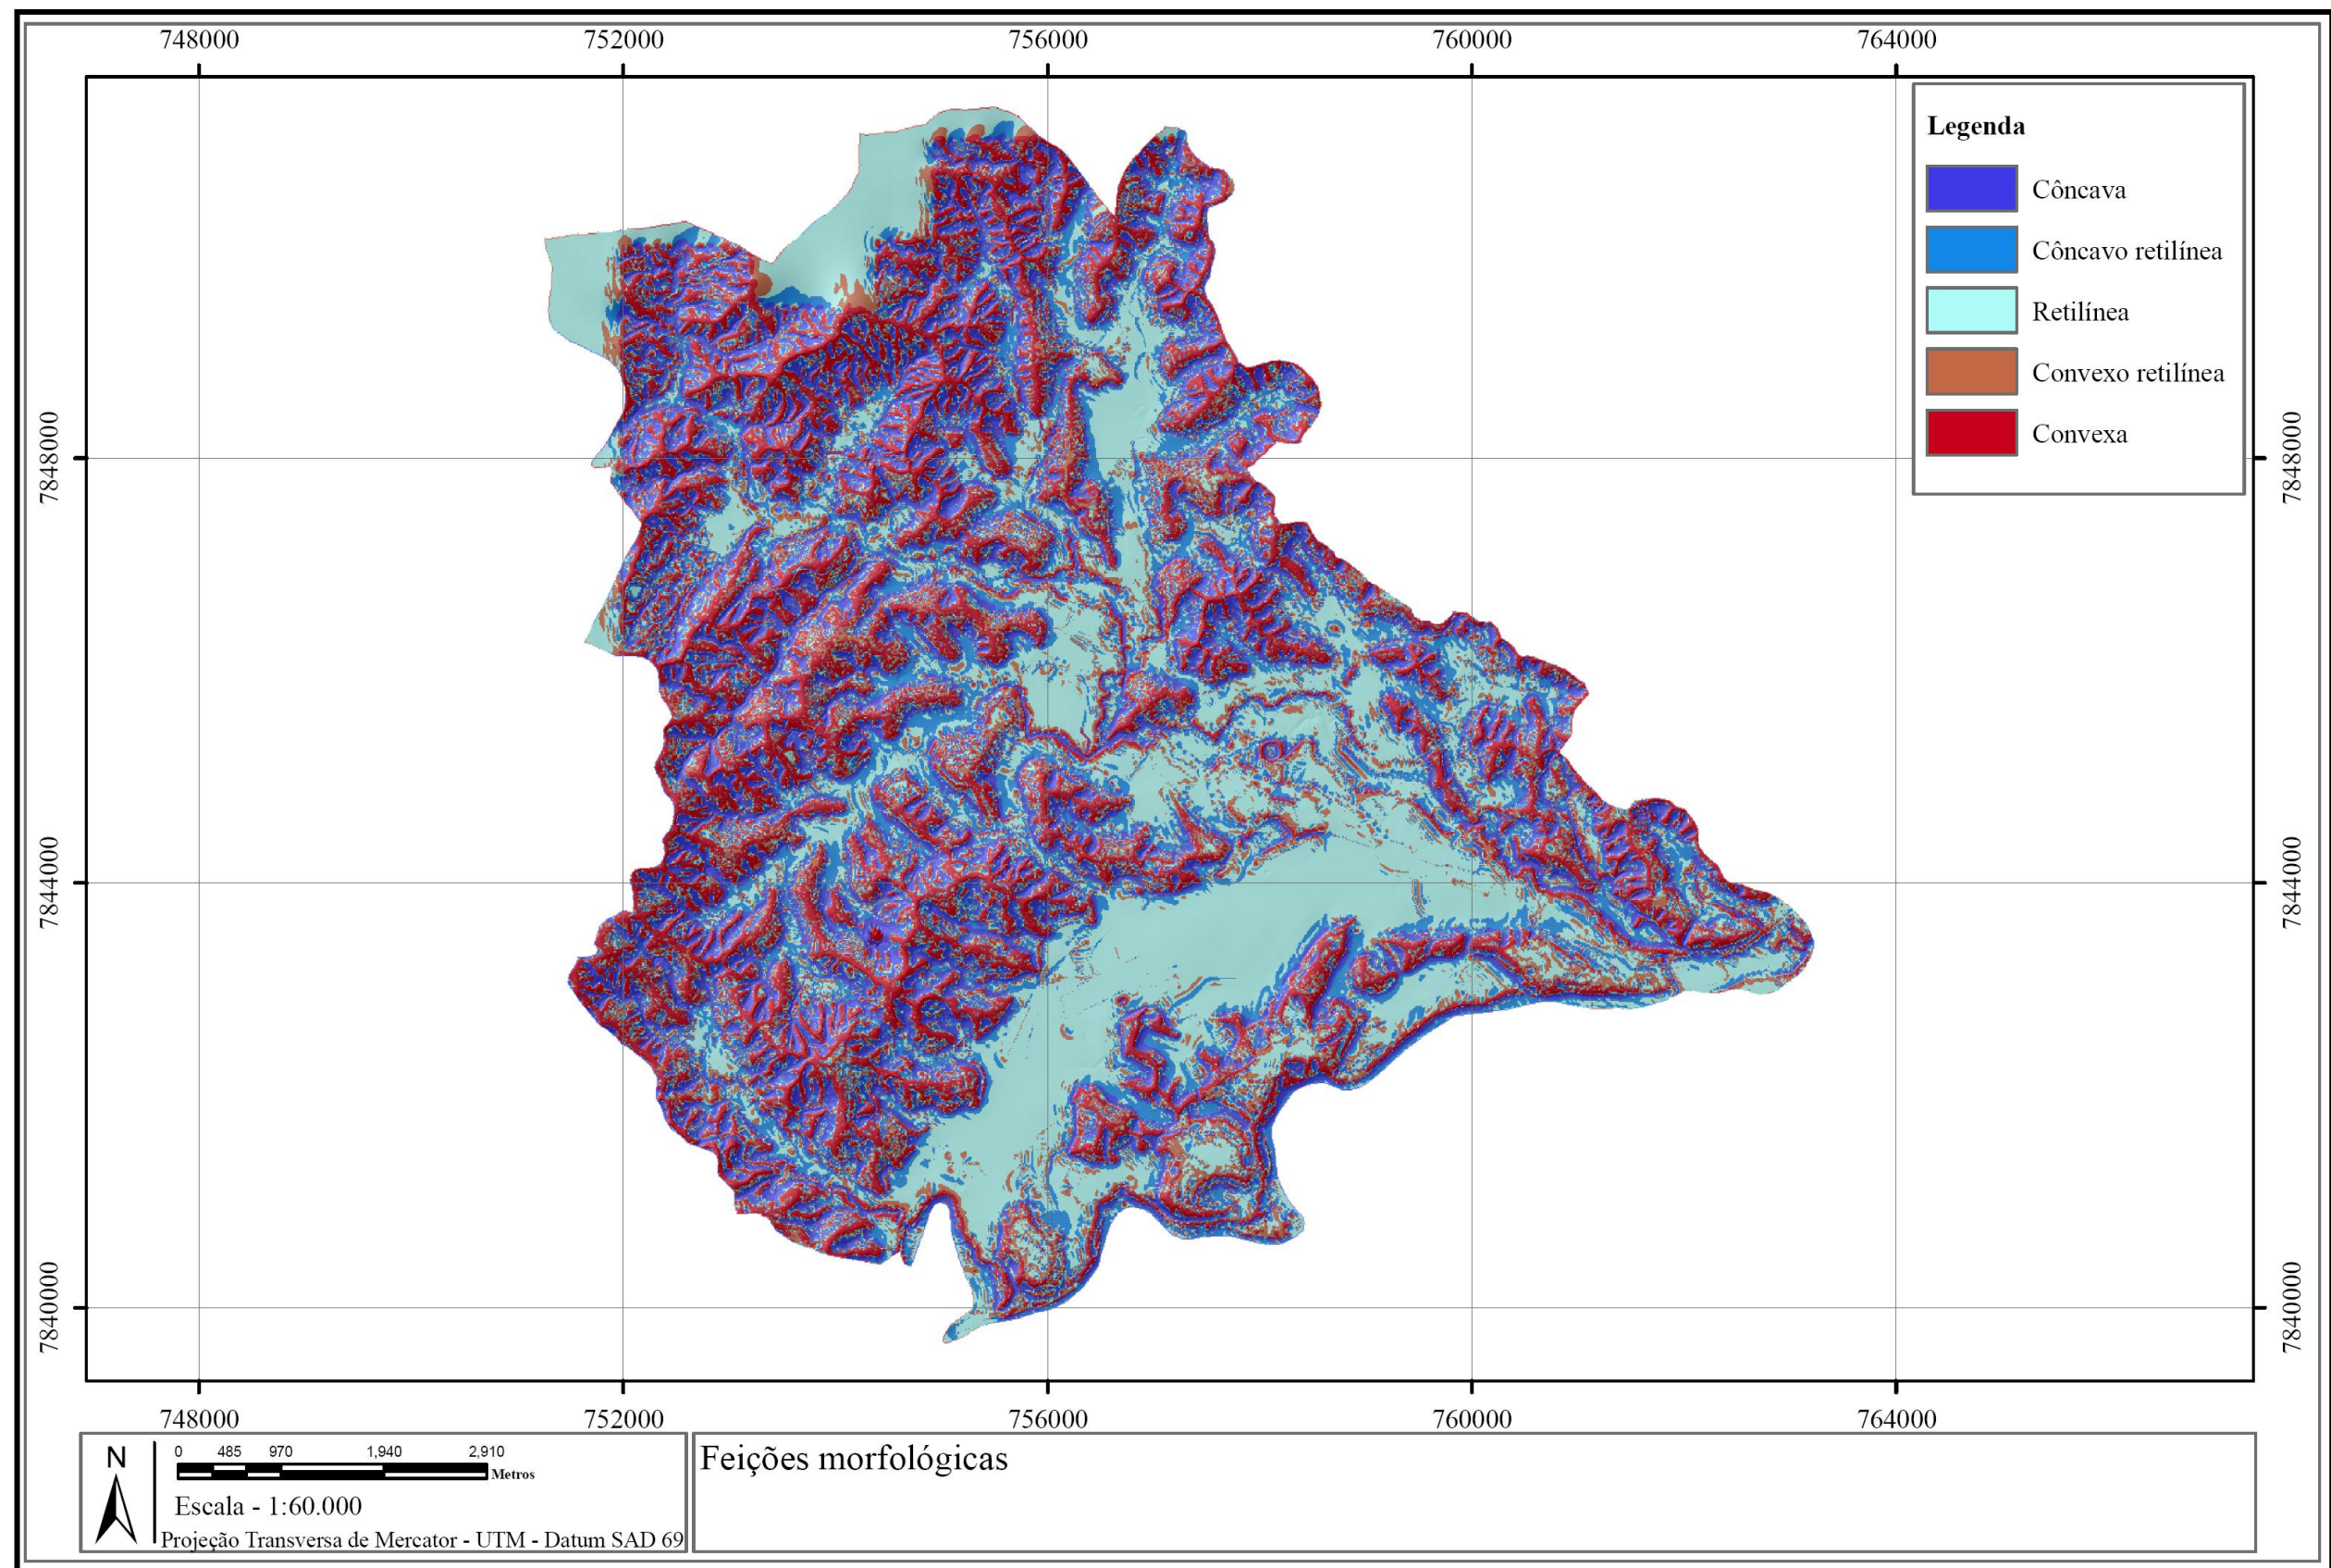 748000 752000 756000 760000 764000
Legenda
Côncava
Côncavo retilínea
Retilínea
Convexo retilínea
Convexa
7848000 7848000
7844000 7844000
7840000 7840000
748000 752000 756000 760000 764000
N
0 485 970 1,940 2,910
Metros
Escala - 1:60.000
Projeção Transversa de Mercator - UTM - Datum SAD 69
Feições morfológicas